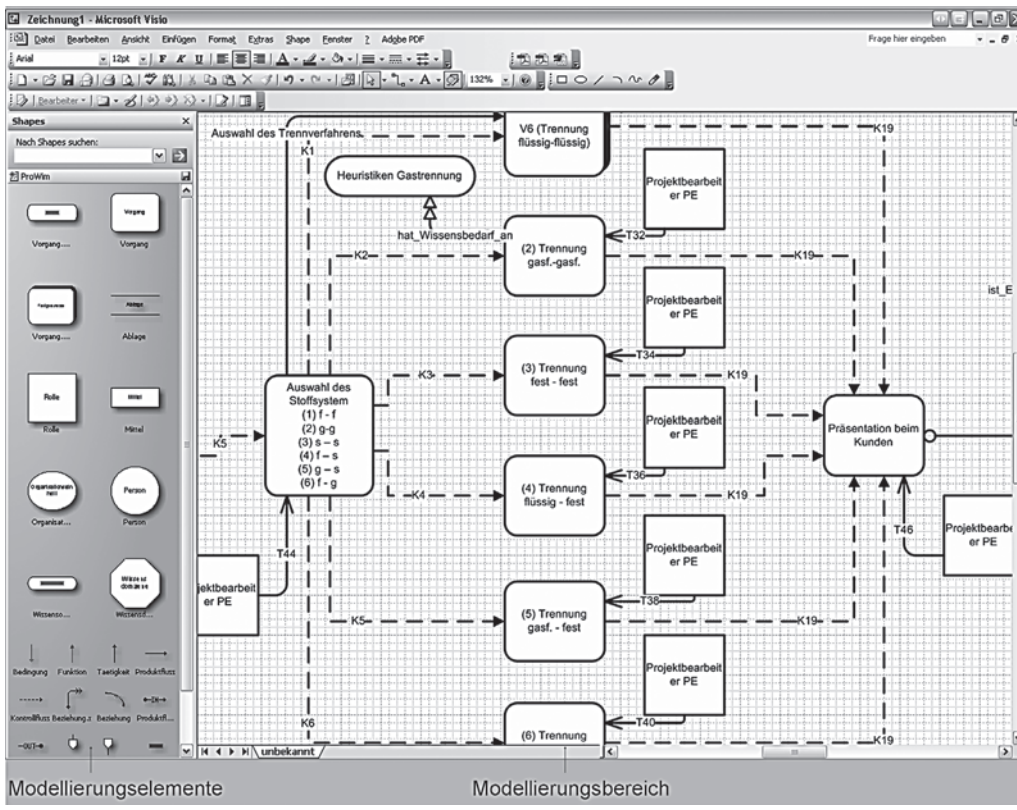 Zeichnung1 - Microsoft Visio
Datei Bearbeiten Ansicht Einfügen Format Extras Shape Fenster ? Adobe PDF
Frage hier eingeben
Arial 12pt F K U
132%
Bearbeiter
Shapes
Nach Shapes suchen:
ProWim
Vorgang
Vorgang....
Vorgang
Vorgang....
Ablage
Ablage
Rolle
Rolle
Mittel
Mittel
Organisat...
Person
Person
Wissenso...
Wissensd...
Bedingung Funktion Taetigkeit Produktfluss
Kontrollfluss Beziehung.z Beziehung Produktfl...
-OUT-
Auswahl des Trennverfahrens
K1
V6 (Trennung
flüssig-flüssig)
K19
Heuristiken Gastrennung
hat_Wissensbedarf_an
Projektbearbeit
er PE
T32
K2
(2) Trennung
gasf.-gasf.
K19
ist_E
Projektbearbeit
er PE
T34
K3
(3) Trennung
fest - fest
K19
Auswahl des
Stoffsystem
(1) f - f
(2) g-g
(3) s – s
(4) f – s
(5) g – s
(6) f - g
K5
Projektbearbeit
er PE
T36
K4
(4) Trennung
flüssig - fest
K19
Präsentation beim
Kunden
T46
Projektbearbe
er PE
T44
jektbearbeit
er PE
Projektbearbeit
er PE
T38
K5
(5) Trennung
gasf. - fest
K19
Projektbearbeit
er PE
T40
K6
(6) Trennung
K19
unbekannt
Modellierungselemente
Modellierungsbereich